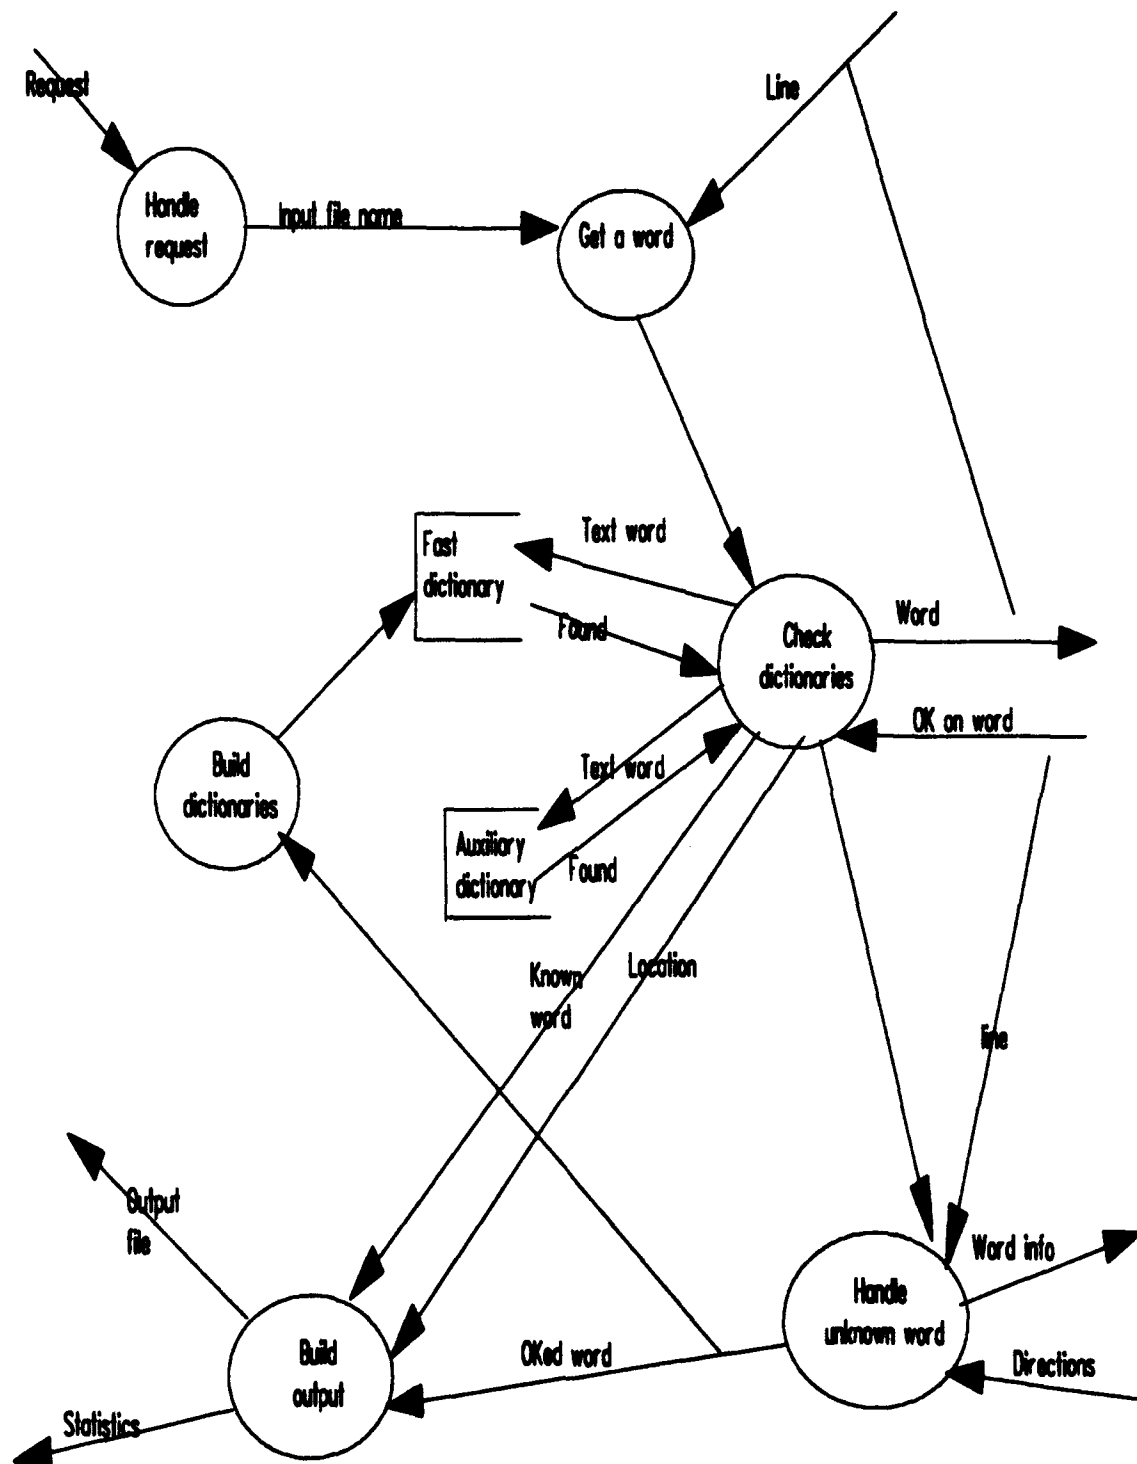 Request
Line
Handle
request
Input file name
Get a word
Fast
dictionary
Text word
Found
Check
dictionaries
Word
OK on word
Build
dictionaries
Text word
Auxiliary
dictionary
Found
Known
word
Location
line
Output
file
Word info
Handle
unknown word
Directions
OKed word
Build
output
Statistics